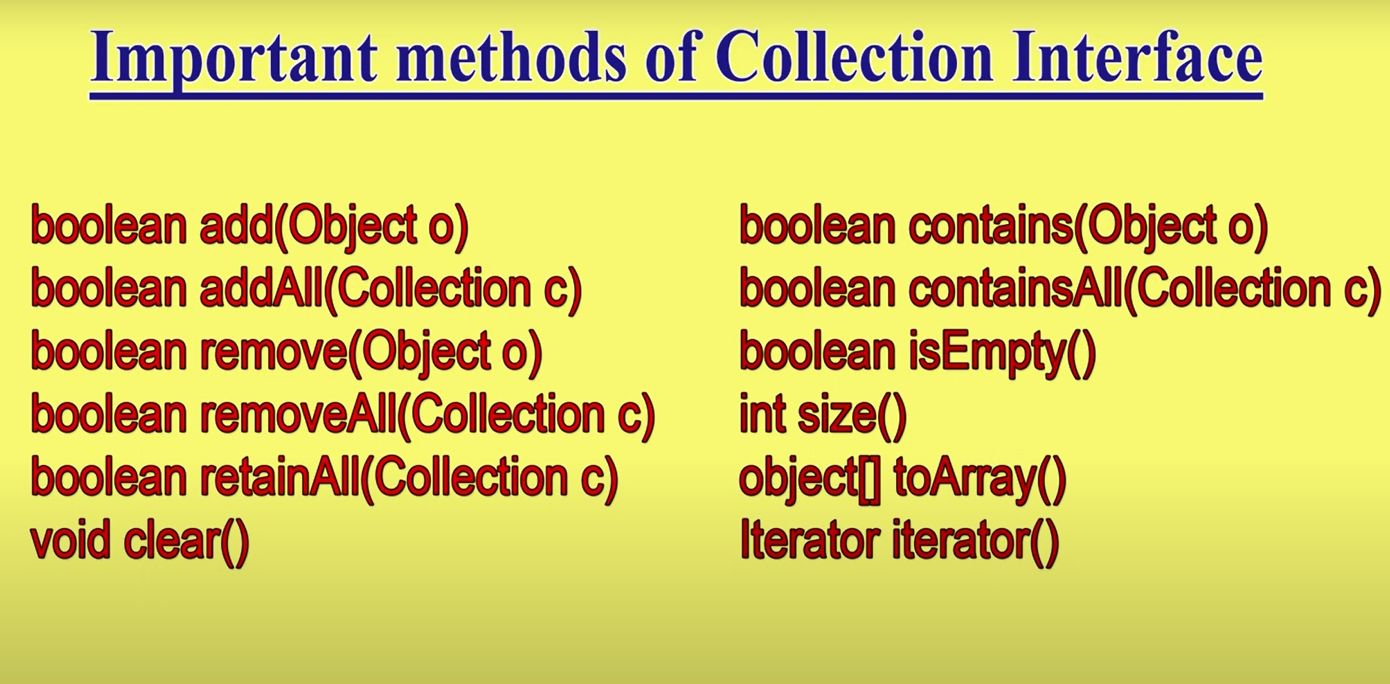 Important methods of Collection Interface
boolean add(Object o)
boolean addAll(Collection c)
boolean remove(Object o)
boolean removeAll(Collection c)
boolean retainAll(Collection c)
void clear()
boolean contains(Object o)
boolean containsAll(Collection c)
boolean isEmpty()
int size()
object[] toArray()
Iterator iterator()